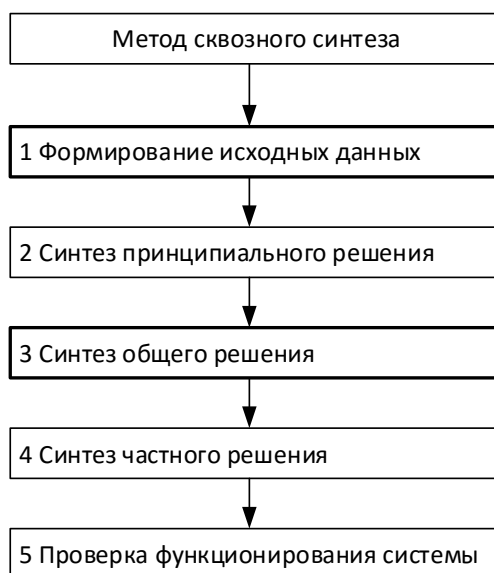 Метод сквозного синтеза
1 Формирование исходных данных
2 Синтез принципиального решения
3 Синтез общего решения
4 Синтез частного решения
5 Проверка функционирования системы